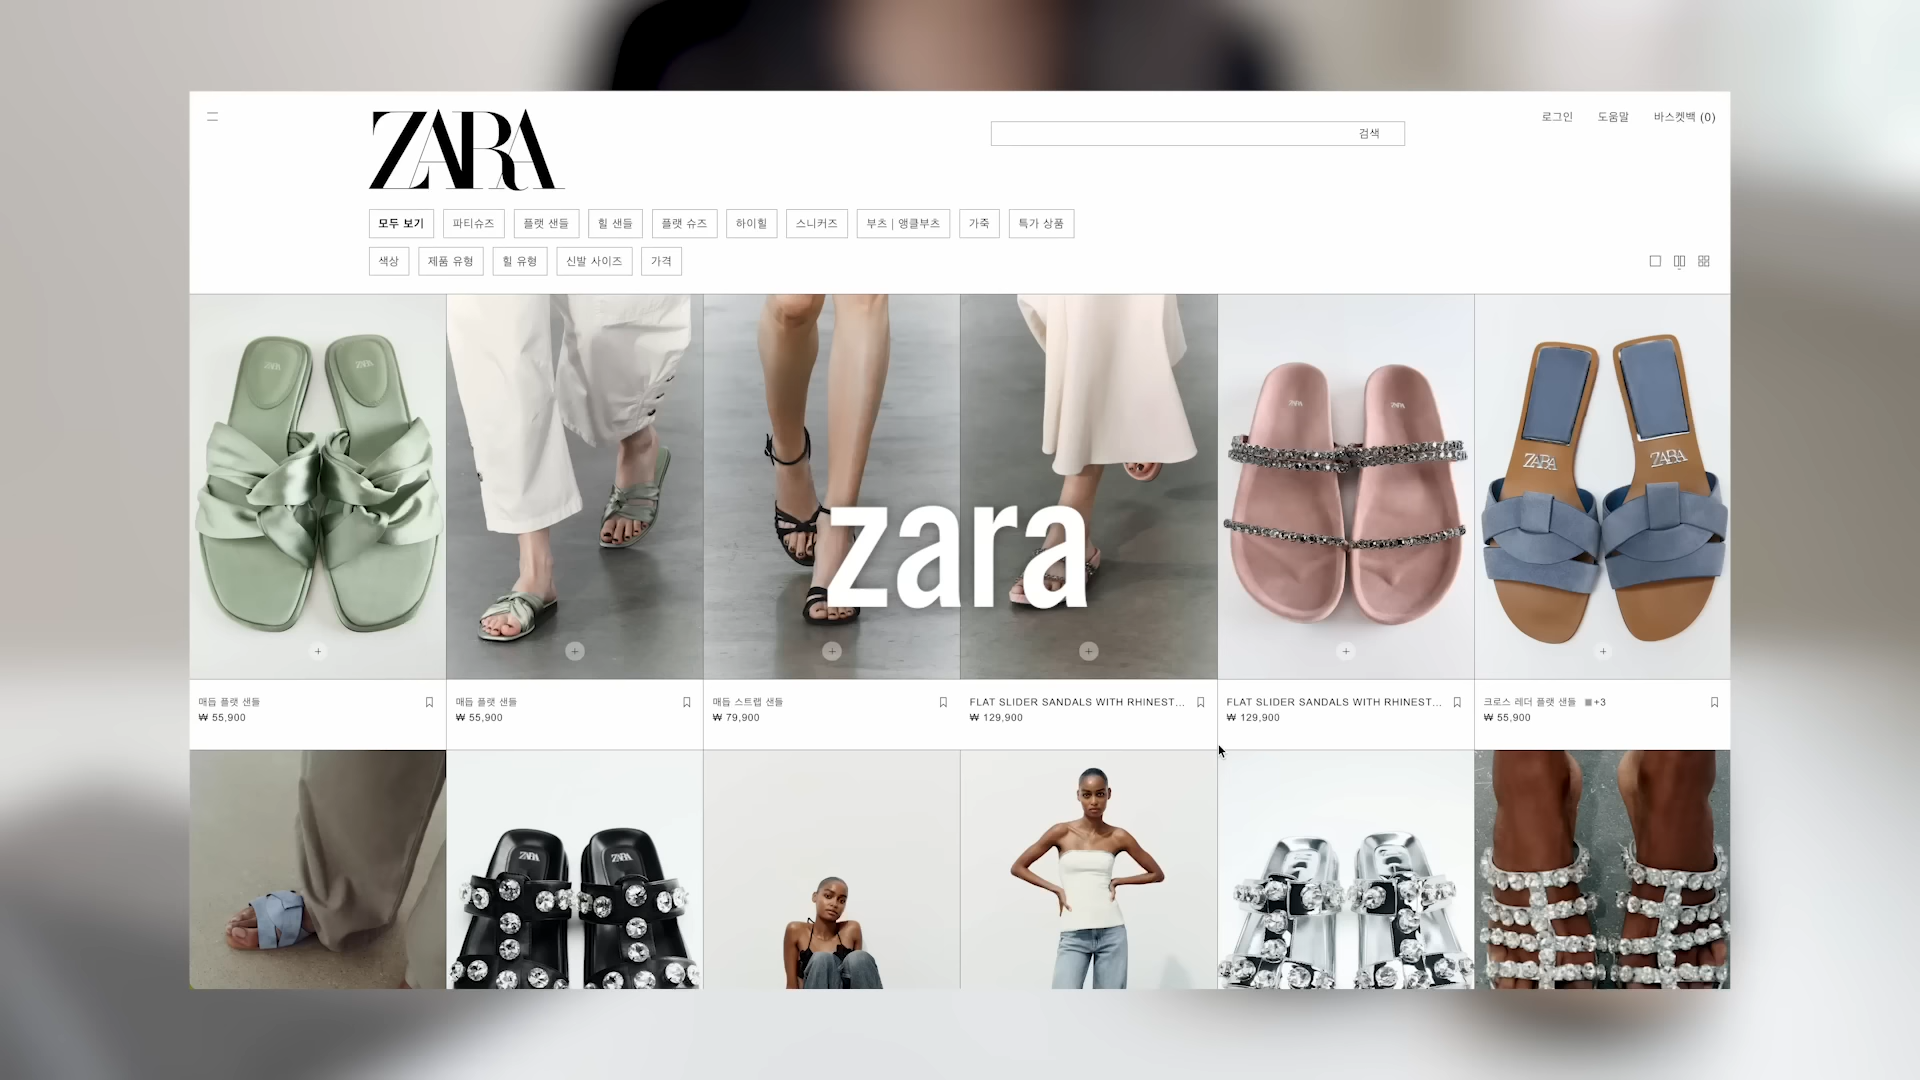 ZARA
검색
로그인 도움말 바스켓백 (0)
모두 보기 파티슈즈 플랫 샌들 힐 샌들 플랫 슈즈 하이힐 스니커즈 부츠 | 앵클부츠 가죽 특가 상품
색상 제품 유형 힐 유형 신발 사이즈 가격
ZARA ZARA
ZARA ZARA
zara
매듭 플랫 샌들
₩ 55,900
매듭 플랫 샌들
₩ 55,900
매듭 스트랩 샌들
₩ 79,900
FLAT SLIDER SANDALS WITH RHINEST...
₩ 129,900
FLAT SLIDER SANDALS WITH RHINEST...
₩ 129,900
크로스 레더 플랫 샌들 +3
₩ 55,900
ZARA ZARA